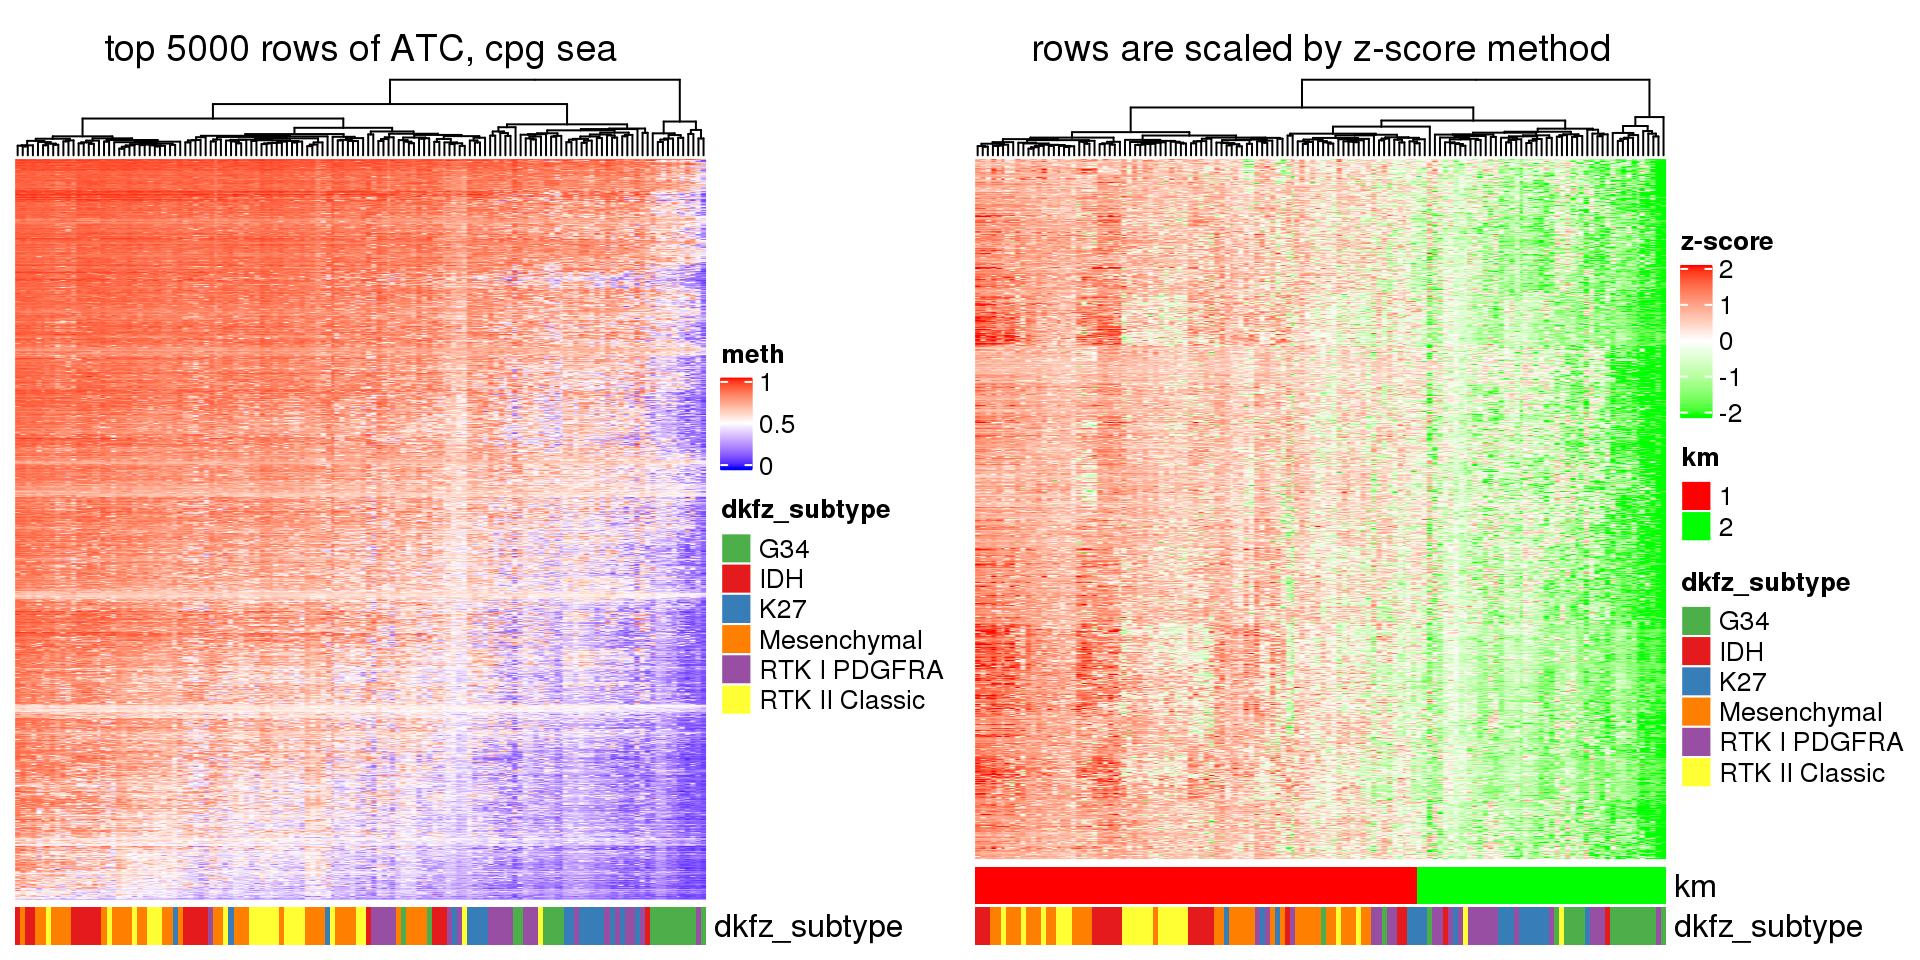 top 5000 rows of ATC, cpg sea
meth
1
0.5
0
dkfz_subtype
G34
IDH
K27
Mesenchymal
RTK I PDGFRA
RTK II Classic
dkfz_subtype
rows are scaled by z-score method
z-score
2
1
0
-1
-2
km
1
2
dkfz_subtype
G34
IDH
K27
Mesenchymal
RTK I PDGFRA
RTK II Classic
km
dkfz_subtype